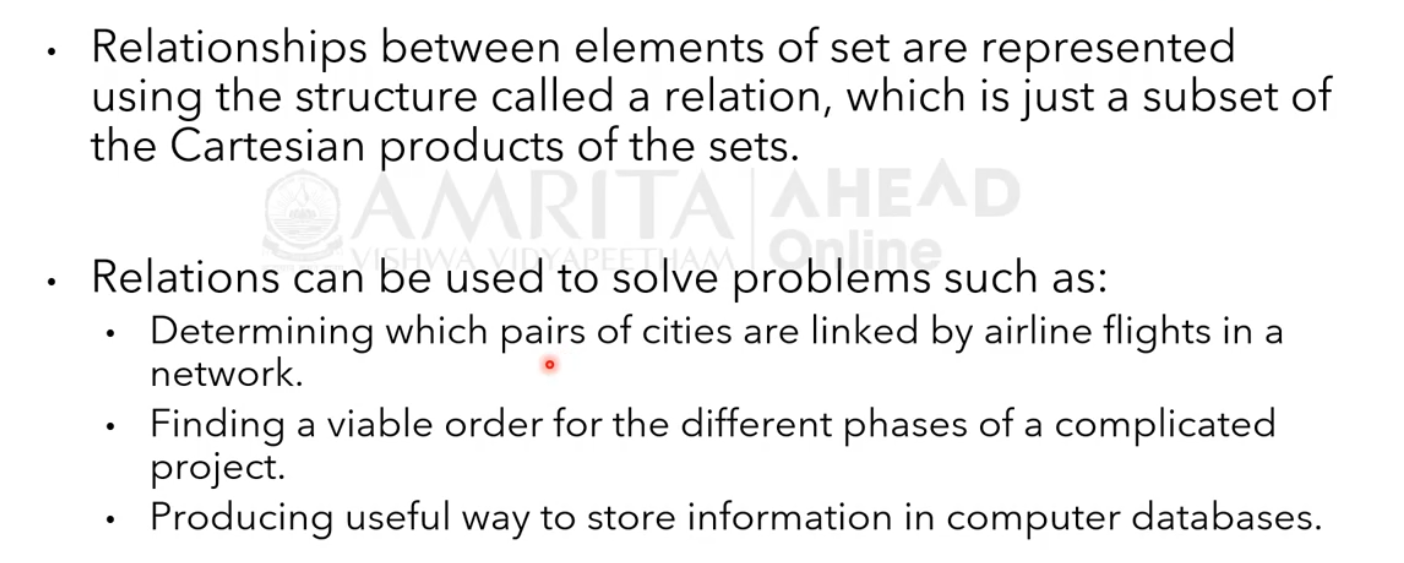 • Relationships between elements of set are represented
using the structure called a relation, which is just a subset of
the Cartesian products of the sets.
AMRITA AHEAD
VISHWA VIDYAPEETHAM Online
• Relations can be used to solve problems such as:
• Determining which pairs of cities are linked by airline flights in a
network.
• Finding a viable order for the different phases of a complicated
project.
• Producing useful way to store information in computer databases.